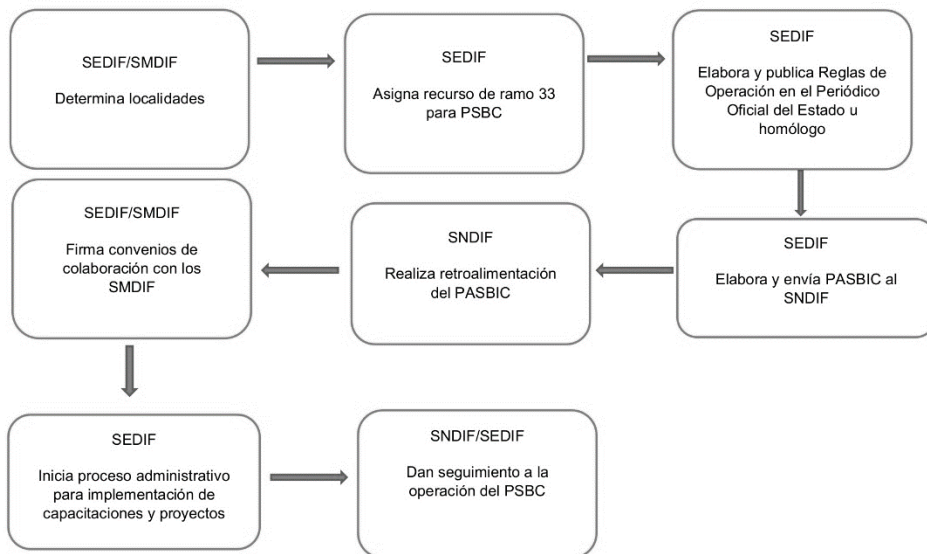 SEDIF/SMDIF
Determina localidades
SEDIF
Asigna recurso de ramo 33
para PSBC
SEDIF
Elabora y publica Reglas de
Operación en el Periódico
Oficial del Estado u
homólogo
SEDIF
Elabora y envía PASBIC al
SNDIF
SNDIF
Realiza retroalimentación
del PASBIC
SEDIF/SMDIF
Firma convenios de
colaboración con los
SMDIF
SEDIF
Inicia proceso administrativo
para implementación de
capacitaciones y proyectos
SNDIF/SEDIF
Dan seguimiento a la
operación del PSBC